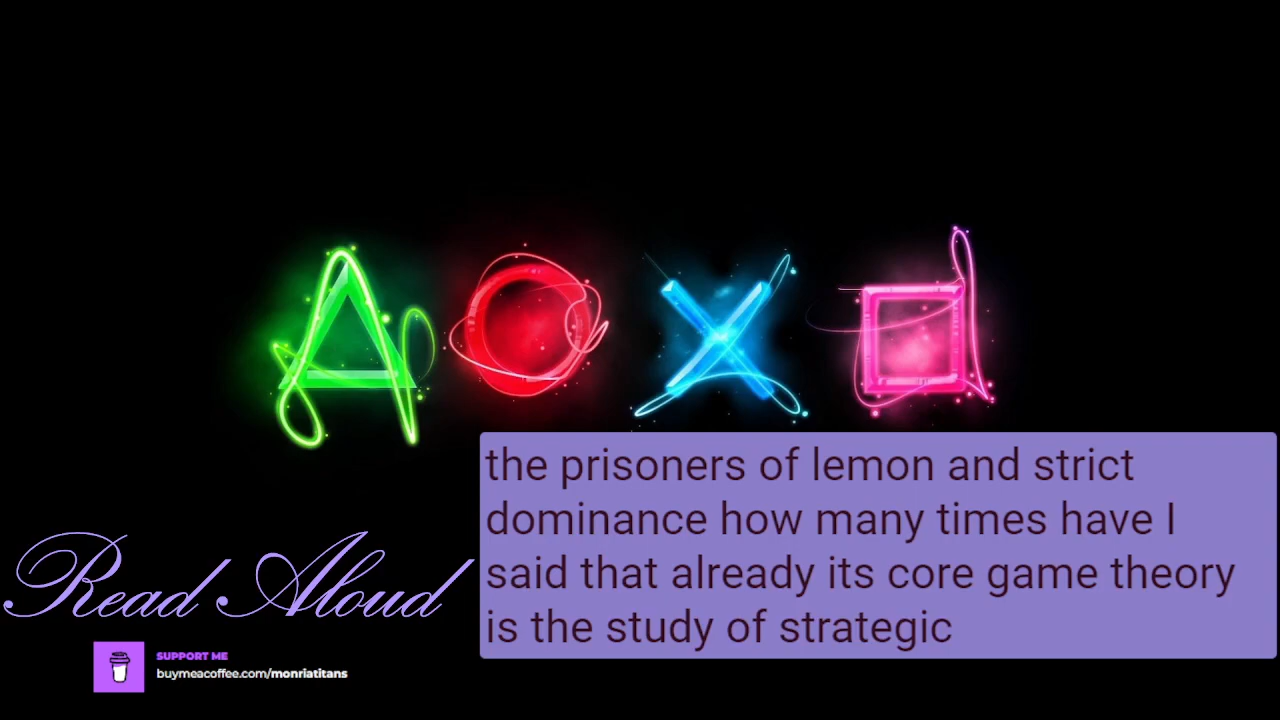 A O X d
the prisoners of lemon and strict
dominance how many times have I
said that already its core game theory
is the study of strategic
Read Aloud
SUPPORT ME
buymeacoffee.com/monriatitans